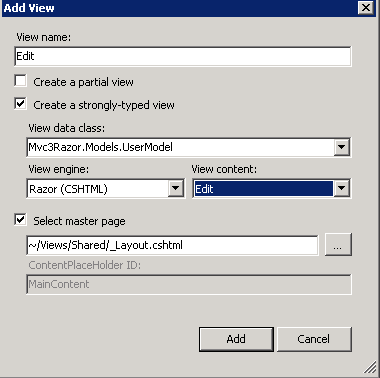 Add View
View name:
Edit
Create a partial view
Create a strongly-typed view
View data class:
Mvc3Razor.Models.UserModel
View engine: View content:
Razor (CSHTML) Edit
Select master page
~/Views/Shared/_Layout.cshtml ...
ContentPlaceHolder ID:
MainContent
Add Cancel